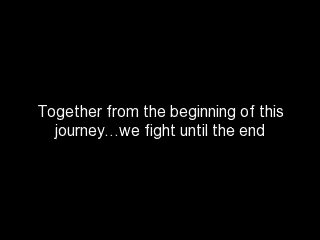 Together from the beginning of this
journey...we fight until the end